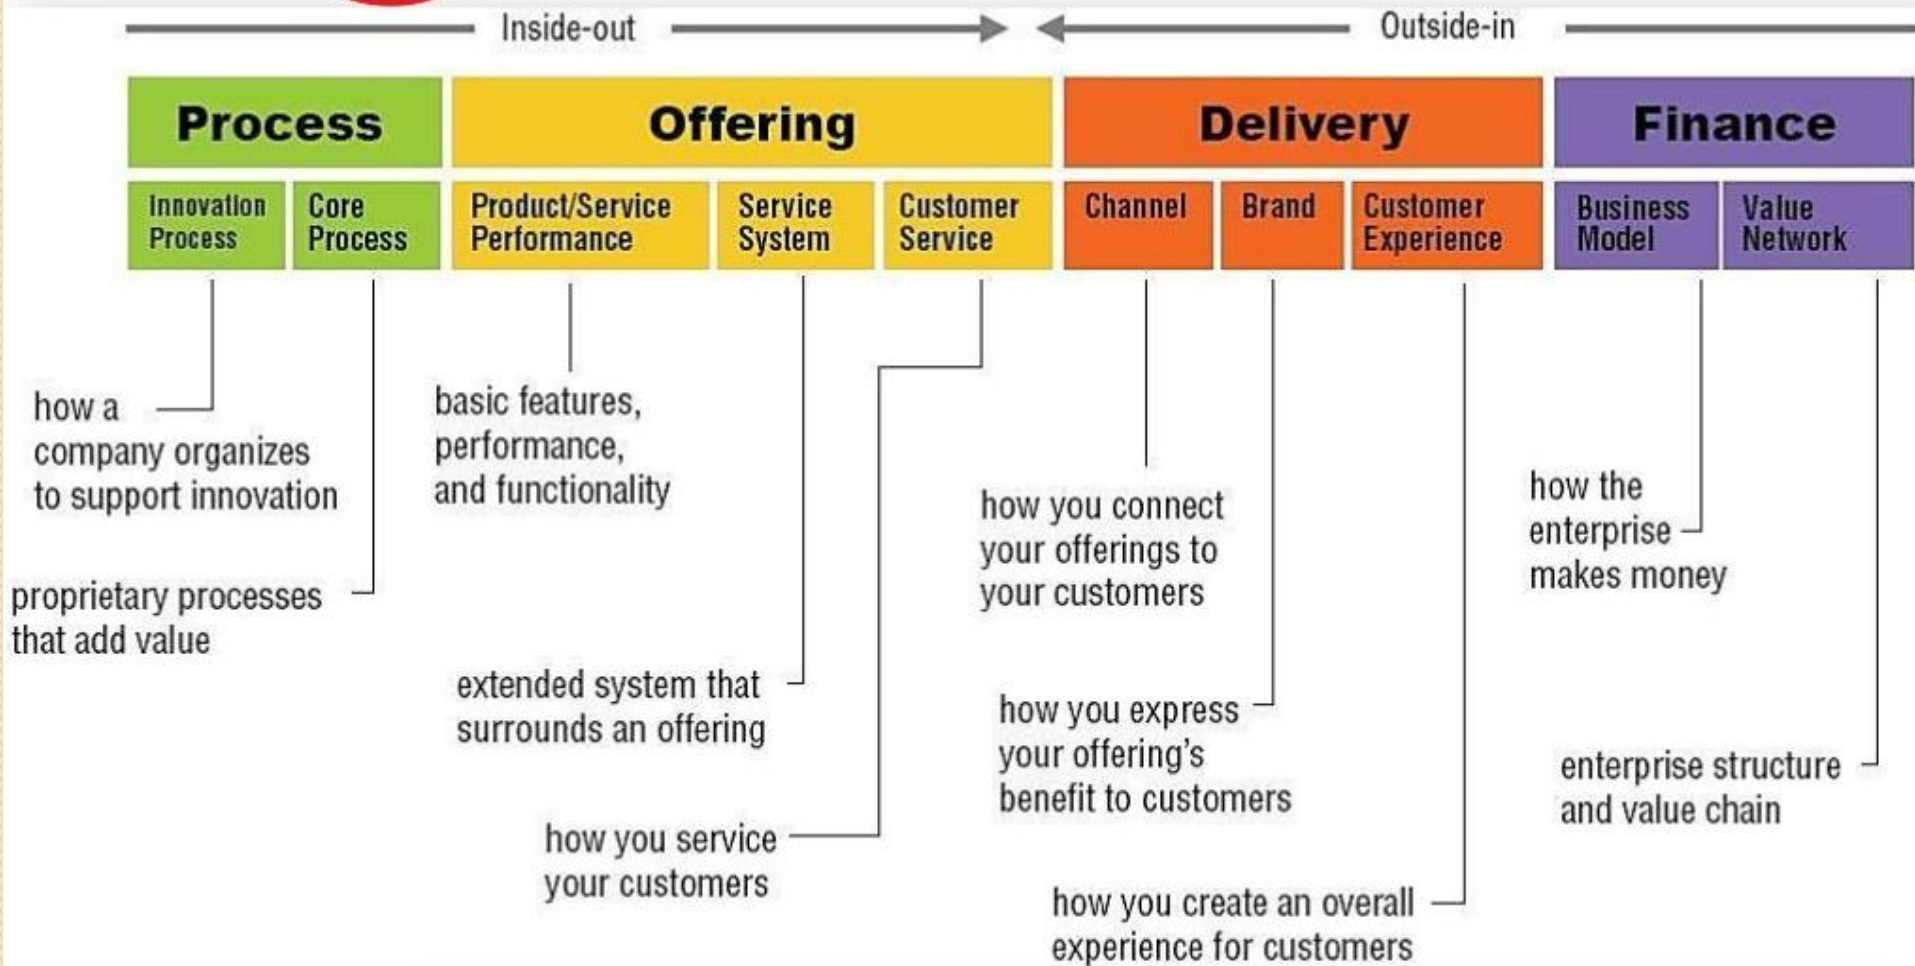 Inside-out
Outside-in
Process
Offering
Delivery
Finance
Innovation
Process
Core
Process
Product/Service
Performance
Service
System
Customer
Service
Channel
Brand
Customer
Experience
Business
Model
Value
Network
how a
company organizes
to support innovation
proprietary processes
that add value
basic features,
performance,
and functionality
extended system that
surrounds an offering
how you service
your customers
how you connect
your offerings to
your customers
how you express
your offering's
benefit to customers
how you create an overall
experience for customers
how the
enterprise
makes money
enterprise structure
and value chain